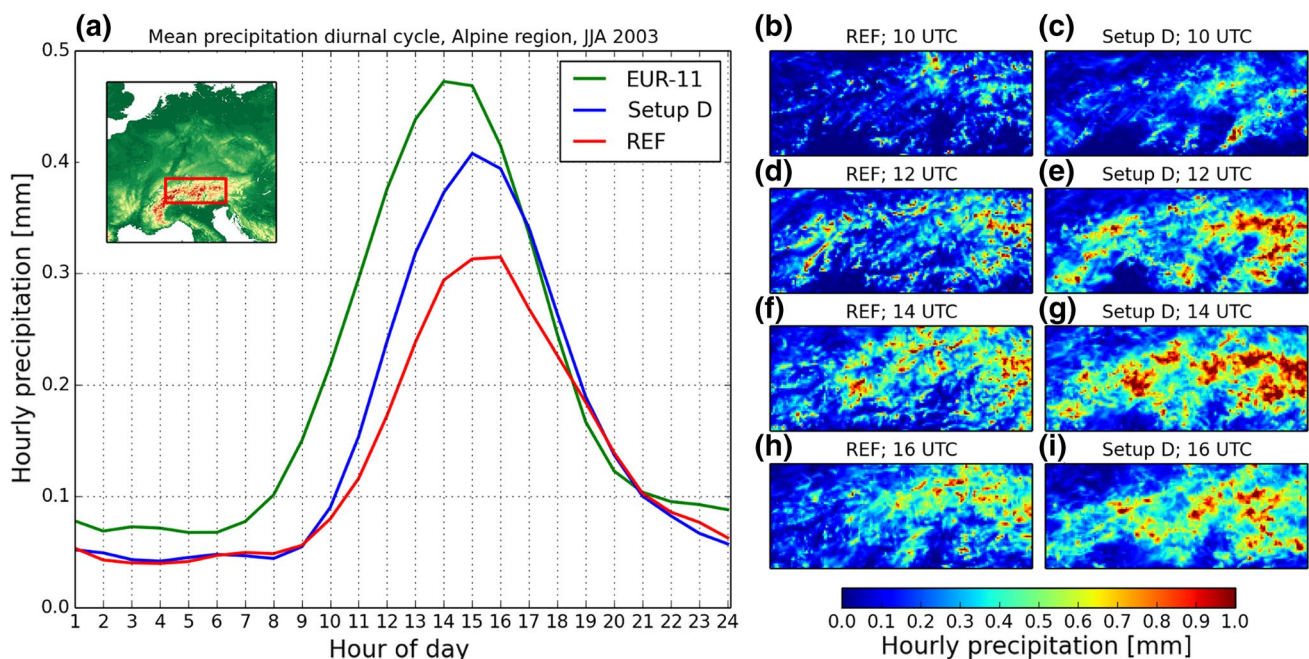 (a)
Mean precipitation diurnal cycle, Alpine region, JJA 2003
Hourly precipitation [mm]
0.5
0.4
0.3
0.2
0.1
0.0
EUR-11
Setup D
REF
1 2 3 4 5 6 7 8 9 10 11 12 13 14 15 16 17 18 19 20 21 22 23 24
Hour of day
(b) REF; 10 UTC
(c) Setup D; 10 UTC
(d) REF; 12 UTC
(e) Setup D; 12 UTC
(f) REF; 14 UTC
(g) Setup D; 14 UTC
(h) REF; 16 UTC
(i) Setup D; 16 UTC
0.0 0.1 0.2 0.3 0.4 0.5 0.6 0.7 0.8 0.9 1.0
Hourly precipitation [mm]